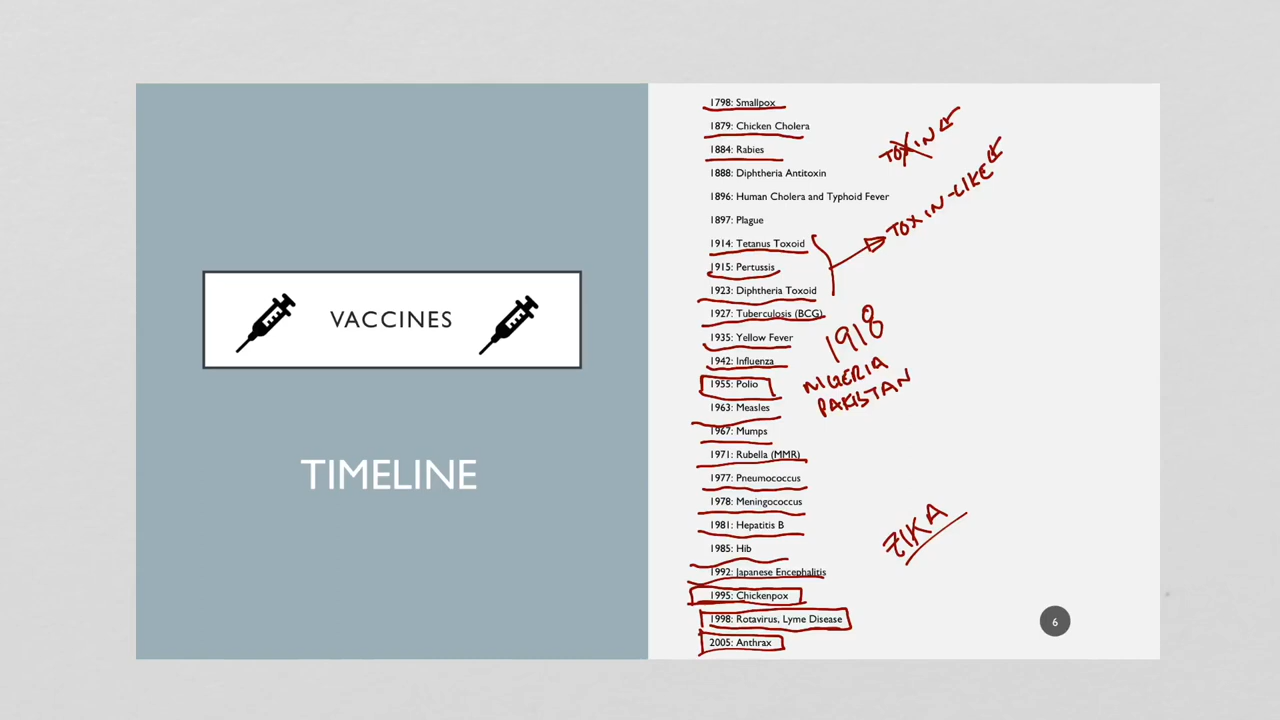 VACCINES
TIMELINE
1798: Smallpox
1879: Chicken Cholera
1884: Rabies
1888: Diphtheria Antitoxin
1896: Human Cholera and Typhoid Fever
1897: Plague
1914: Tetanus Toxoid
1915: Pertussis
1923: Diphtheria Toxoid
1927: Tuberculosis (BCG)
1935: Yellow Fever
1942: Influenza
1955: Polio
1963: Measles
1967: Mumps
1971: Rubella (MMR)
1977: Pneumococcus
1978: Meningococcus
1981: Hepatitis B
1985: Hib
1992: Japanese Encephalitis
1995: Chickenpox
1998: Rotavirus, Lyme Disease
2005: Anthrax
TOXIN
TOXIN-LIKE
1918
NIGERIA
PAKISTAN
ZIKA
6